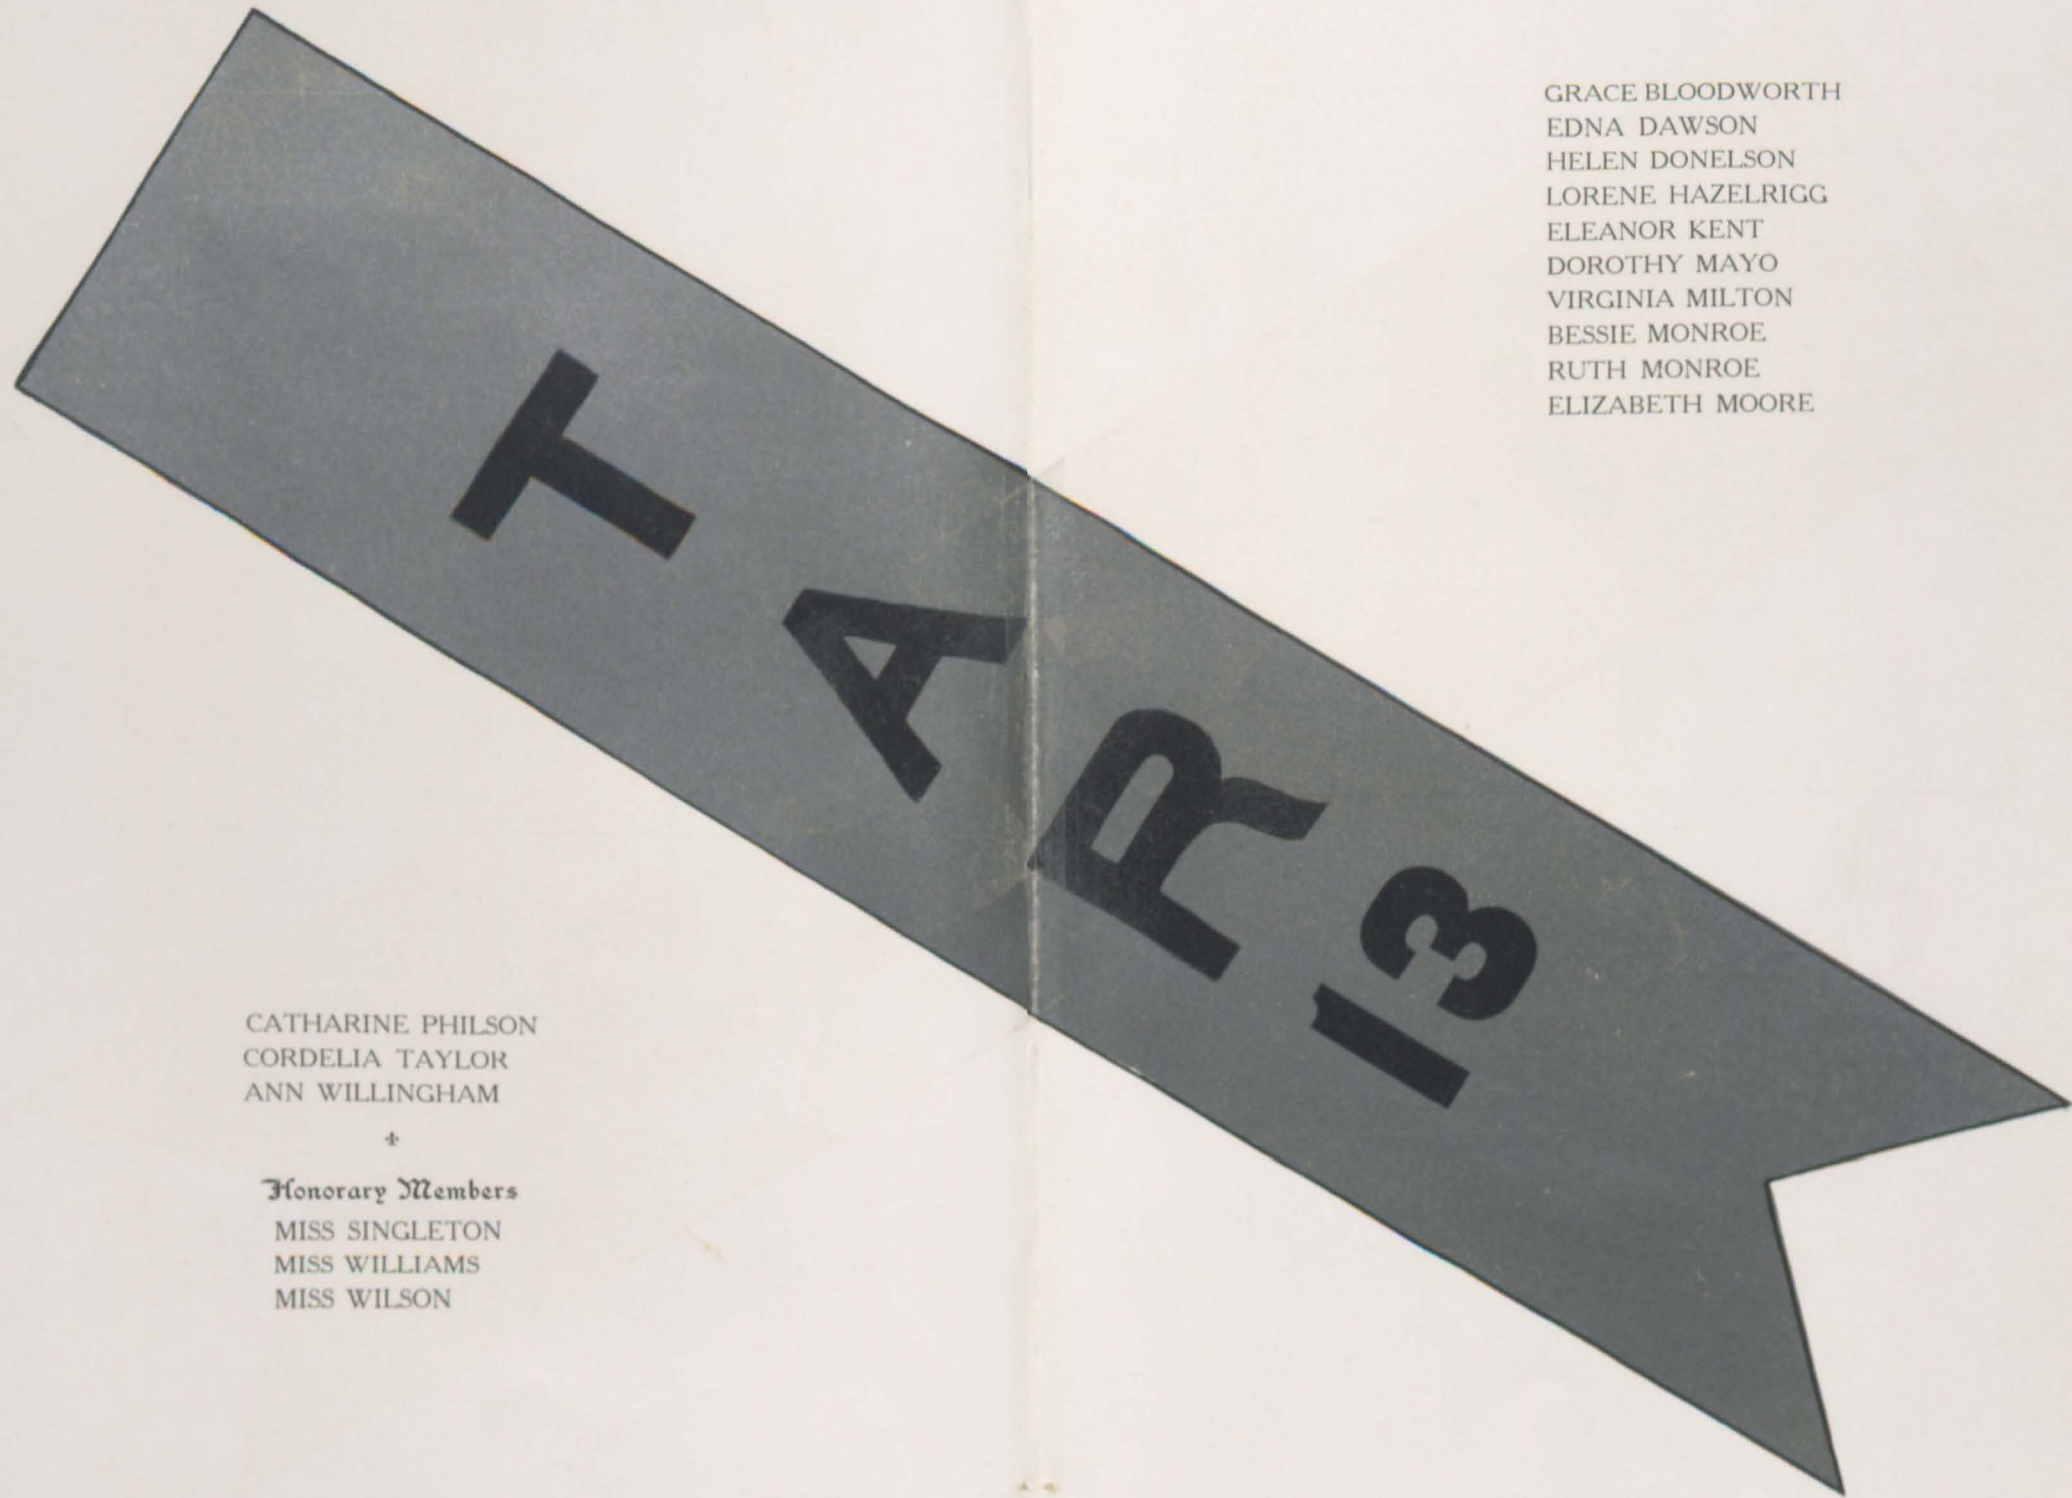 GRACE BLOODWORTH
EDNA DAWSON
HELEN DONELSON
LORENE HAZELRIGG
ELEANOR KENT
DOROTHY MAYO
VIRGINIA MILTON
BESSIE MONROE
RUTH MONROE
ELIZABETH MOORE
T
A
R
13
CATHARINE PHILSON
CORDELIA TAYLOR
ANN WILLINGHAM
Honorary Members
MISS SINGLETON
MISS WILLIAMS
MISS WILSON